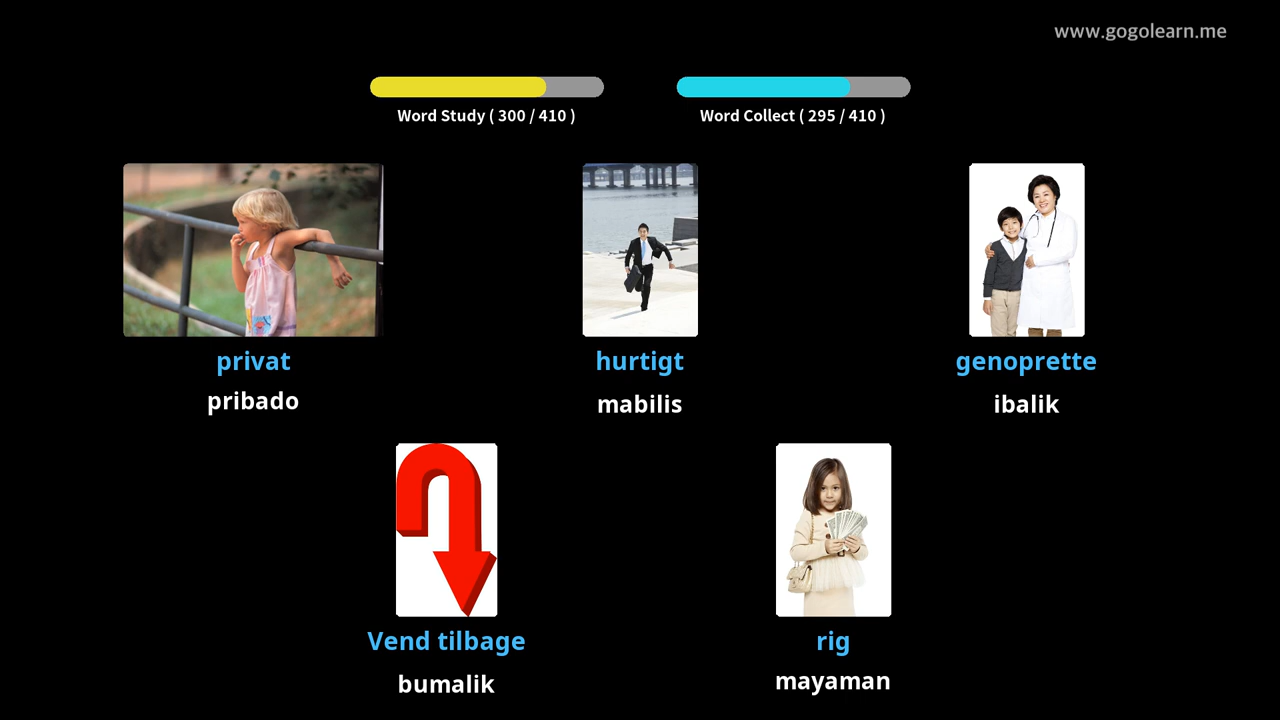 www.gogolearn.me
Word Study ( 300 / 410 )
Word Collect ( 295 / 410 )
privat
hurtigt
genoprette
pribado
mabilis
ibalik
Vend tilbage
rig
bumalik
mayaman